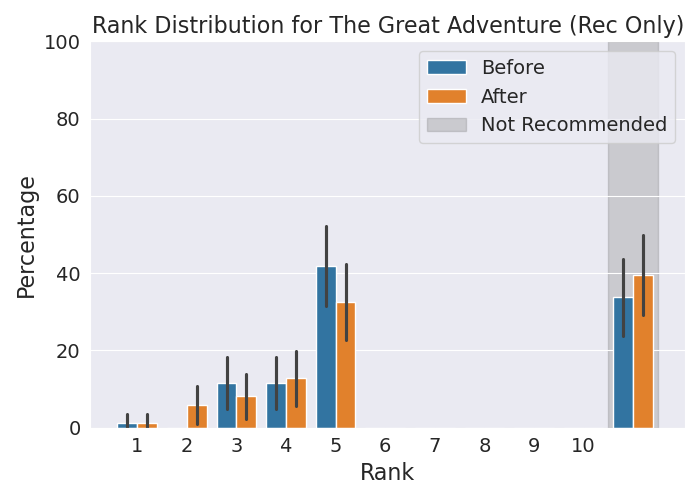 Rank Distribution for The Great Adventure (Rec Only)
100
80
60
40
20
0
Percentage
Before
After
Not Recommended
1 2 3 4 5 6 7 8 9 10
Rank